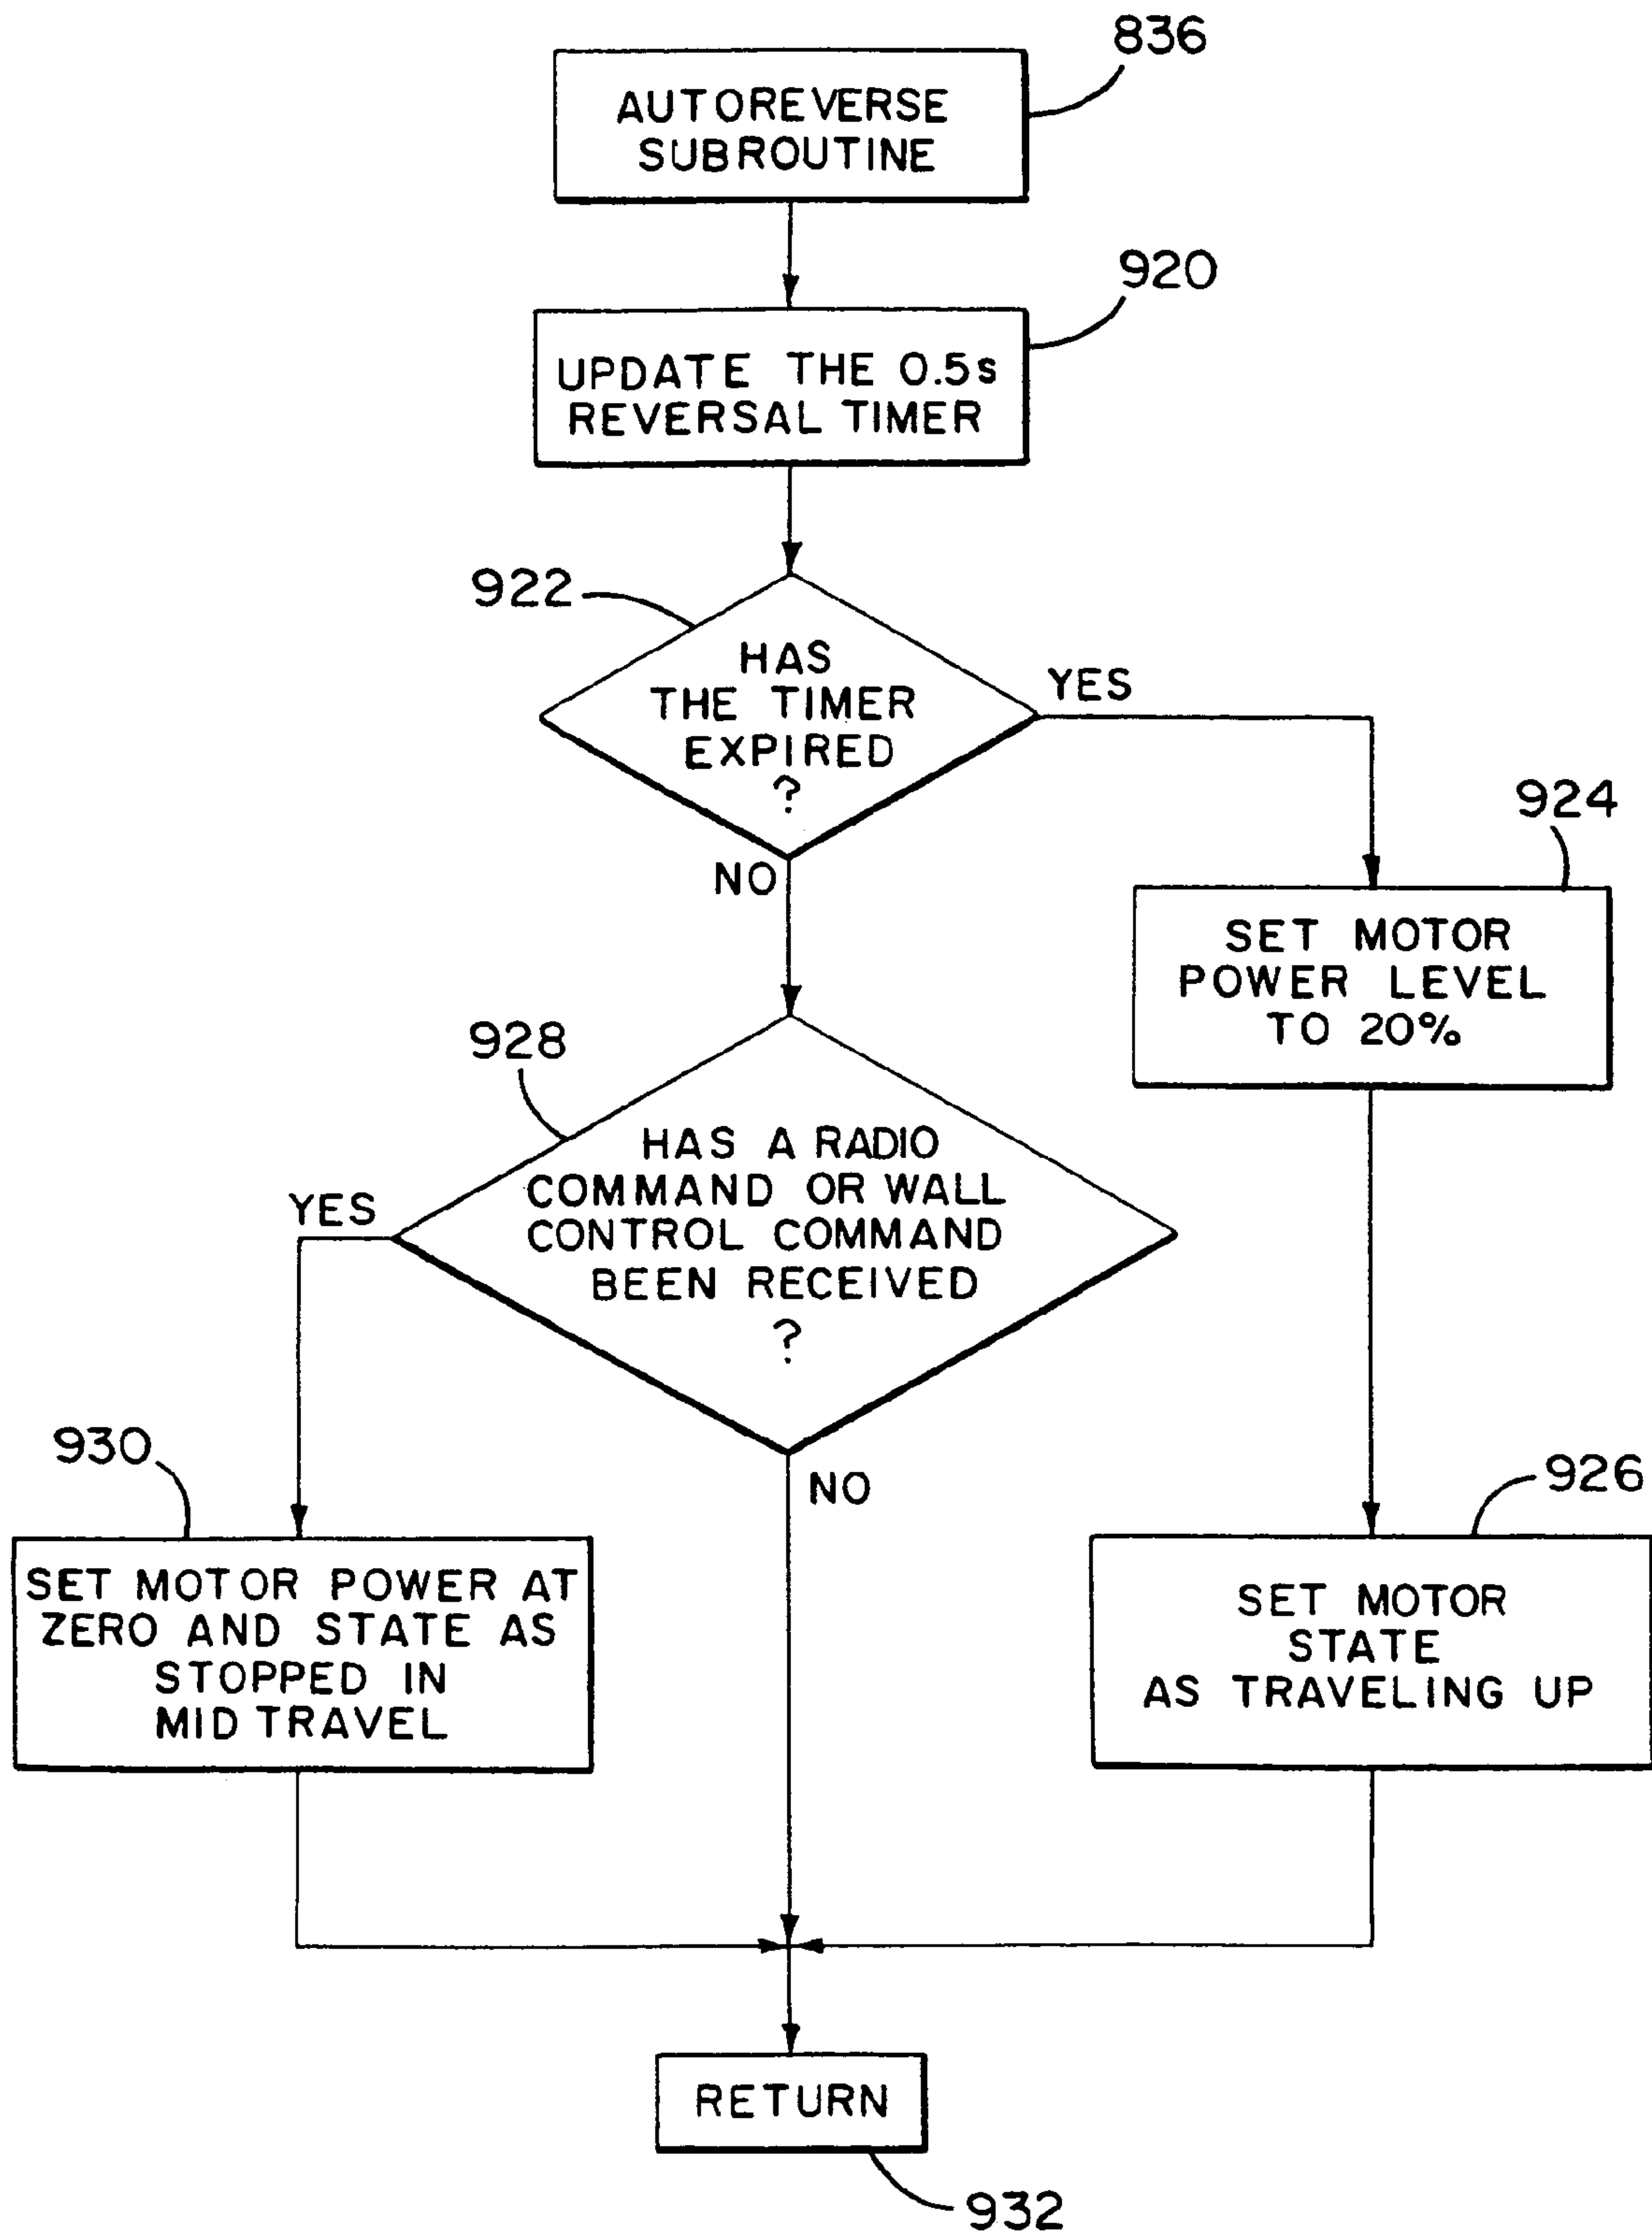 836
AUTOREVERSE
SUBROUTINE
920
UPDATE THE 0.5s
REVERSAL TIMER
922
HAS
THE TIMER
EXPIRED
?
YES
NO
924
SET MOTOR
POWER LEVEL
TO 20%
928
HAS A RADIO
COMMAND OR WALL
CONTROL COMMAND
BEEN RECEIVED
?
YES
NO
930
SET MOTOR POWER AT
ZERO AND STATE AS
STOPPED IN
MID TRAVEL
926
SET MOTOR
STATE
AS TRAVELING UP
RETURN
932